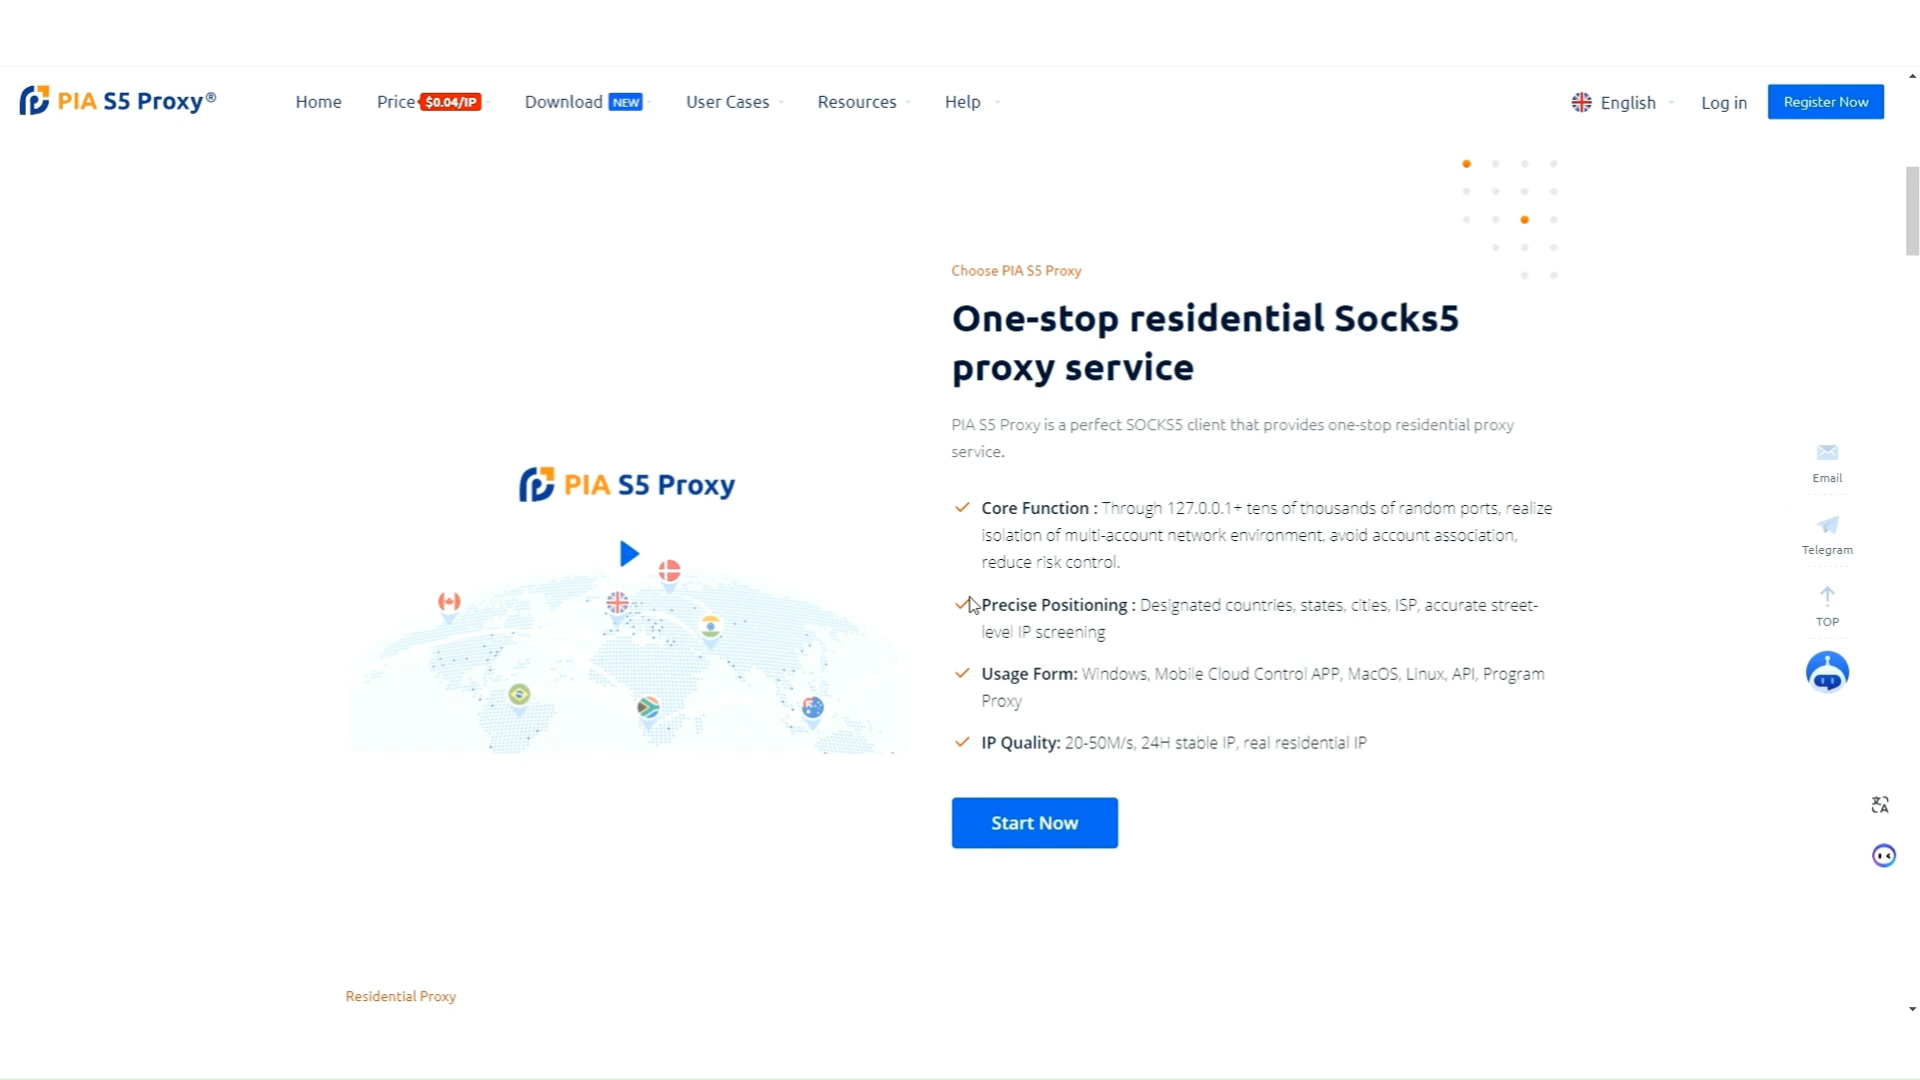 PIA S5 Proxy®
Home
Price $0.04/IP
Download NEW
User Cases
Resources
Help
English
Log in
Register Now
Choose PIA S5 Proxy
One-stop residential Socks5
proxy service
PIA S5 Proxy is a perfect SOCKS5 client that provides one-stop residential proxy
service.
PIA S5 Proxy
Core Function : Through 127.0.0.1+ tens of thousands of random ports, realize
isolation of multi-account network environment, avoid account association,
reduce risk control.
Precise Positioning : Designated countries, states, cities, ISP, accurate street-
level IP screening
Usage Form: Windows, Mobile Cloud Control APP, MacOS, Linux, API, Program
Proxy
IP Quality: 20-50M/s, 24H stable IP, real residential IP
Start Now
Email
Telegram
TOP
Residential Proxy